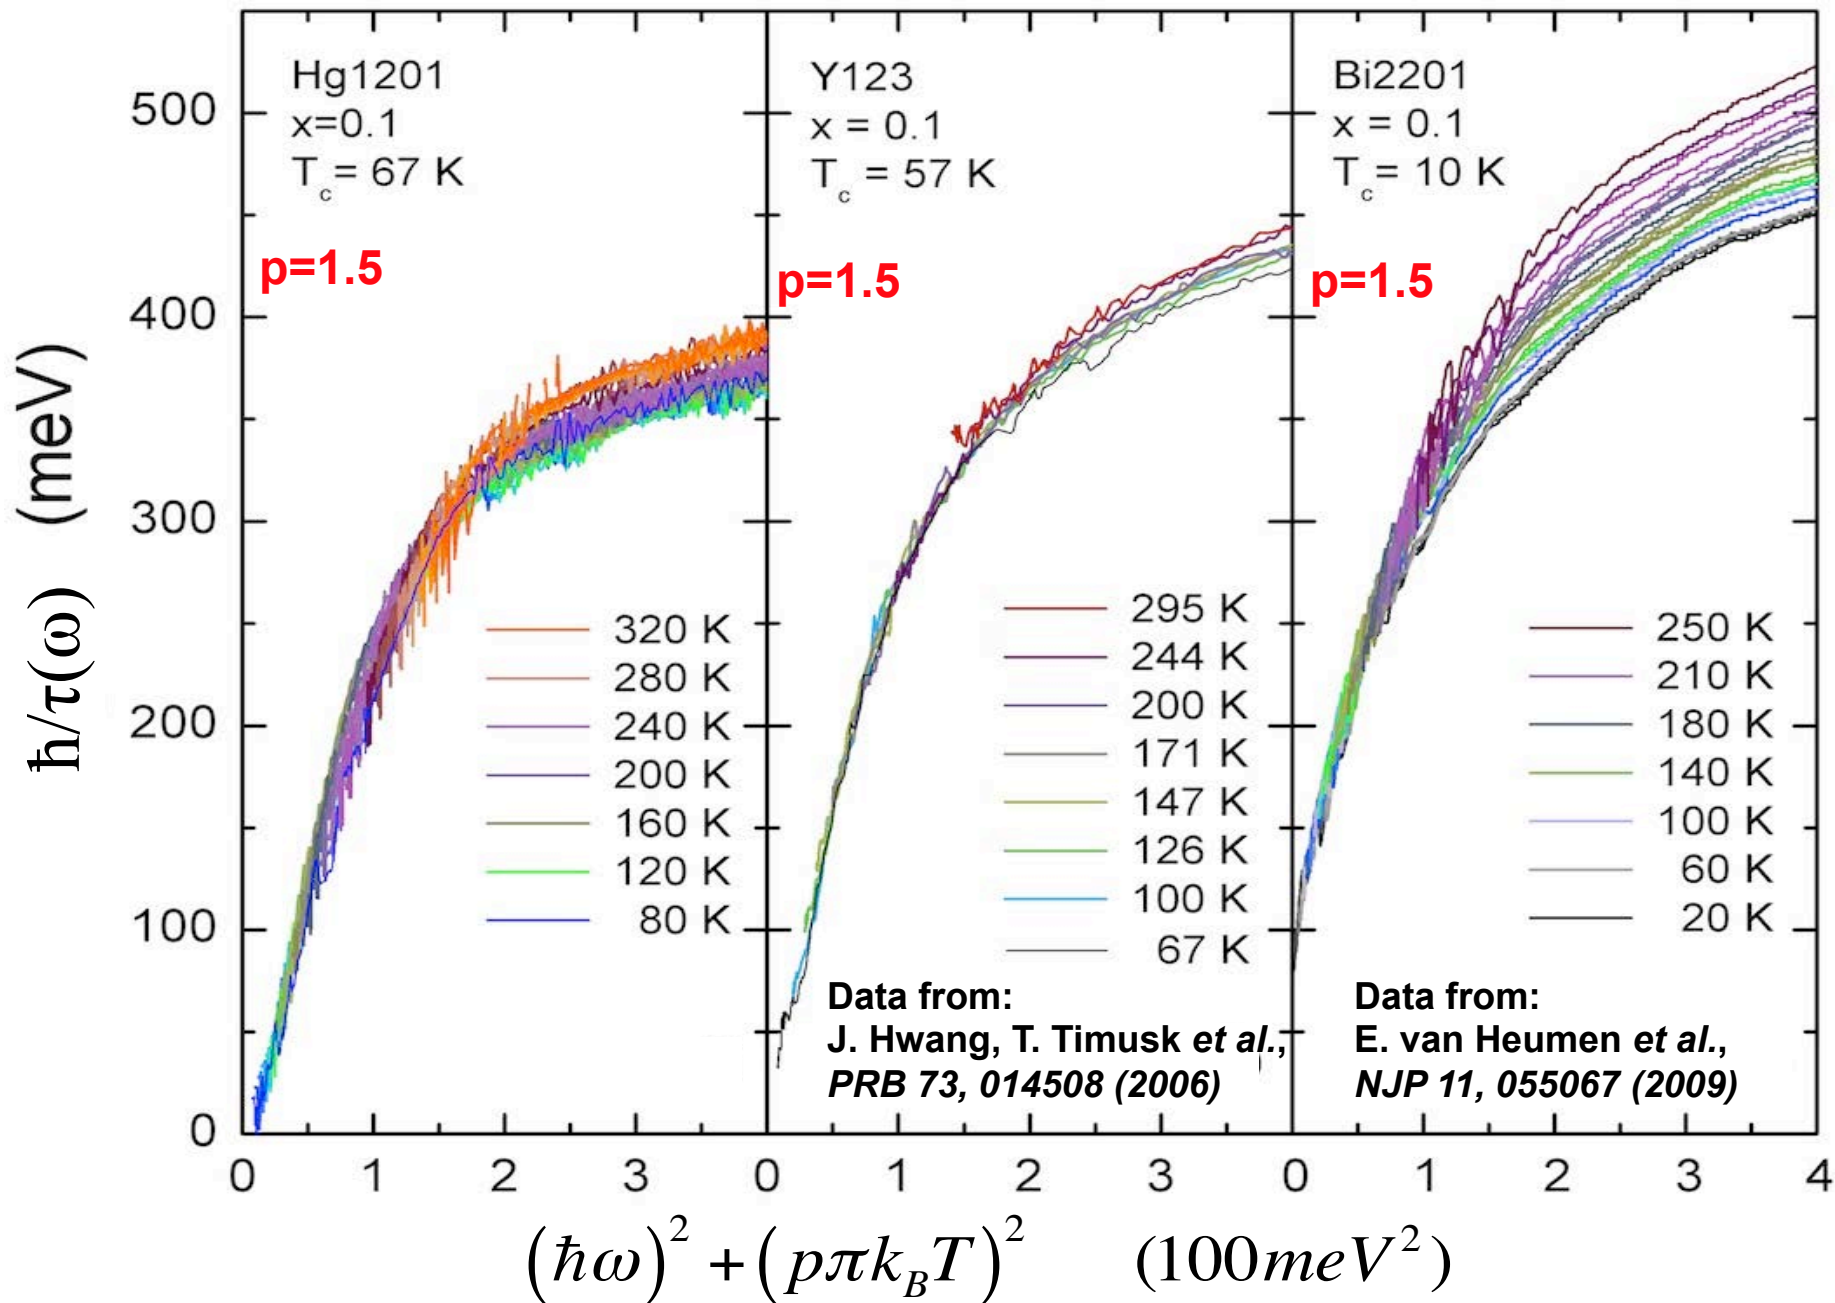 ħ/τ(ω) (meV)
500
400
300
200
100
0
Hg1201
x=0.1
T_c= 67 K
p=1.5
320 K
280 K
240 K
200 K
160 K
120 K
80 K
Y123
x = 0.1
T_c = 57 K
p=1.5
295 K
244 K
200 K
171 K
147 K
126 K
100 K
67 K
Data from:
J. Hwang, T. Timusk et al.,
PRB 73, 014508 (2006)
Bi2201
x = 0.1
T_c= 10 K
p=1.5
250 K
210 K
180 K
140 K
100 K
60 K
20 K
Data from:
E. van Heumen et al.,
NJP 11, 055067 (2009)
0 1 2 3 0 1 2 3 0 1 2 3 4
(ħω)² + (pπk_BT)² (100meV²)